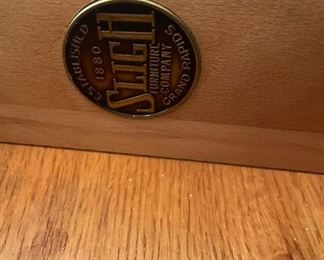 ESTABLISHED
1880
SLIGH
FURNITURE
COMPANY
GRAND RAPIDS